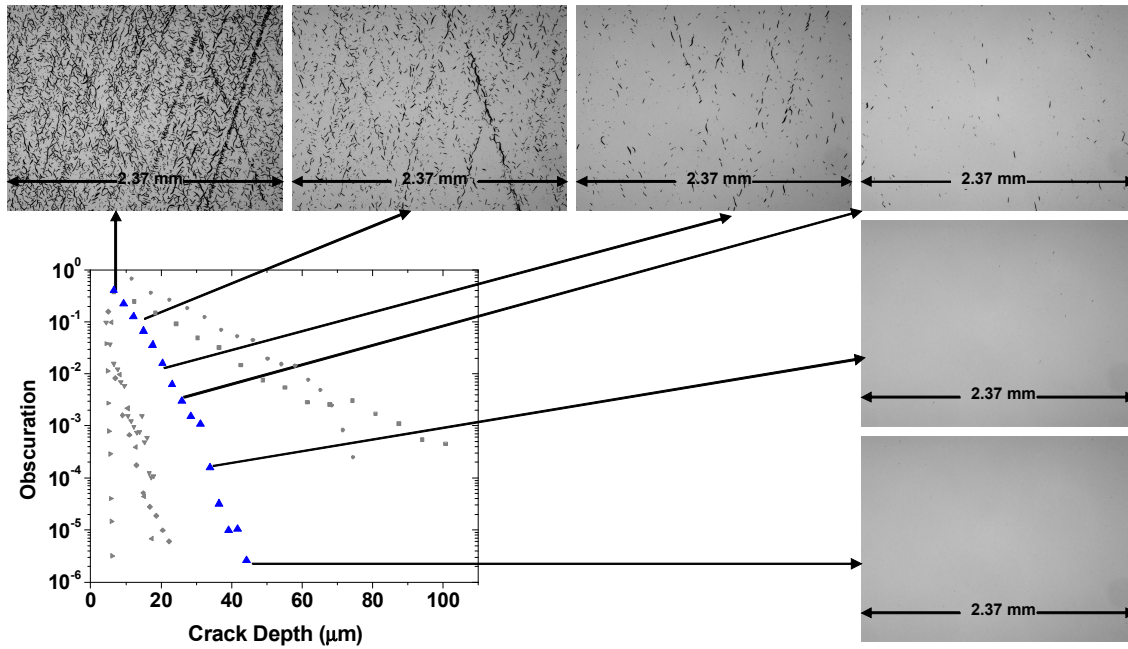 2.37 mm
2.37 mm
2.37 mm
2.37 mm
2.37 mm
2.37 mm
10⁰
10⁻¹
10⁻²
10⁻³
10⁻⁴
10⁻⁵
10⁻⁶
Obscuration
0 20 40 60 80 100
Crack Depth (μm)